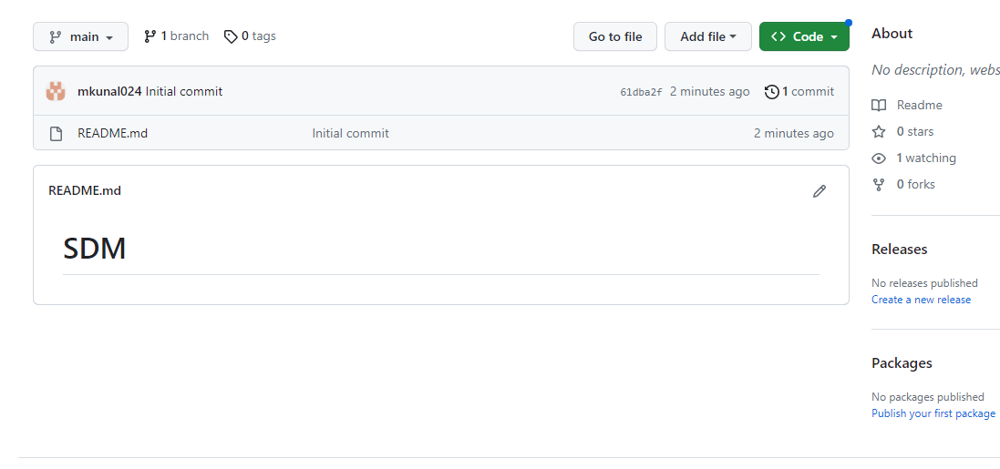 main
1 branch
0 tags
Go to file
Add file
Code
mkunal024 Initial commit
61dba2f 2 minutes ago
1 commit
README.md
Initial commit
2 minutes ago
README.md
SDM
About
No description, webs
Readme
0 stars
1 watching
0 forks
Releases
No releases published
Create a new release
Packages
No packages published
Publish your first package